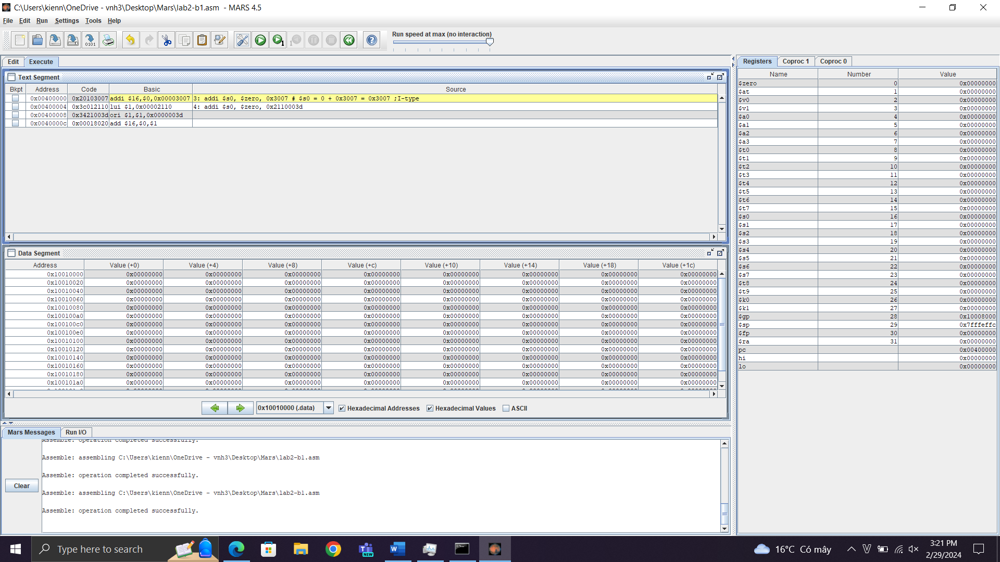 C:\Users\kienn\OneDrive - vnh3\Desktop\Mars\lab2-b1.asm - MARS 4.5
File Edit Run Settings Tools Help
Run speed at max (no interaction)
Edit Execute
Text Segment
Bkpt Address Code Basic Source
0x00400000 0x20103007 addi $16,$0,0x00003007 3: addi $s0, $zero, 0x3007 # $s0 = 0 + 0x3007 = 0x3007 ;I-type
0x00400004 0x3c012110 lui $1,0x00002110 4: addi $s0, $zero, 0x2110003d
0x00400008 0x3421003d ori $1,$1,0x0000003d
0x0040000c 0x00018020 add $16,$0,$1
Data Segment
Address Value (+0) Value (+4) Value (+8) Value (+c) Value (+10) Value (+14) Value (+18) Value (+1c)
0x10010000 0x00000000 0x00000000 0x00000000 0x00000000 0x00000000 0x00000000 0x00000000 0x00000000
0x10010020 0x00000000 0x00000000 0x00000000 0x00000000 0x00000000 0x00000000 0x00000000 0x00000000
0x10010040 0x00000000 0x00000000 0x00000000 0x00000000 0x00000000 0x00000000 0x00000000 0x00000000
0x10010060 0x00000000 0x00000000 0x00000000 0x00000000 0x00000000 0x00000000 0x00000000 0x00000000
0x10010080 0x00000000 0x00000000 0x00000000 0x00000000 0x00000000 0x00000000 0x00000000 0x00000000
0x100100a0 0x00000000 0x00000000 0x00000000 0x00000000 0x00000000 0x00000000 0x00000000 0x00000000
0x100100c0 0x00000000 0x00000000 0x00000000 0x00000000 0x00000000 0x00000000 0x00000000 0x00000000
0x100100e0 0x00000000 0x00000000 0x00000000 0x00000000 0x00000000 0x00000000 0x00000000 0x00000000
0x10010100 0x00000000 0x00000000 0x00000000 0x00000000 0x00000000 0x00000000 0x00000000 0x00000000
0x10010120 0x00000000 0x00000000 0x00000000 0x00000000 0x00000000 0x00000000 0x00000000 0x00000000
0x10010140 0x00000000 0x00000000 0x00000000 0x00000000 0x00000000 0x00000000 0x00000000 0x00000000
0x10010160 0x00000000 0x00000000 0x00000000 0x00000000 0x00000000 0x00000000 0x00000000 0x00000000
0x10010180 0x00000000 0x00000000 0x00000000 0x00000000 0x00000000 0x00000000 0x00000000 0x00000000
0x100101a0 0x00000000 0x00000000 0x00000000 0x00000000 0x00000000 0x00000000 0x00000000 0x00000000
0x10010000 (.data) Hexadecimal Addresses Hexadecimal Values ASCII
Mars Messages Run I/O
Assemble: operation completed successfully.
Assemble: assembling C:\Users\kienn\OneDrive - vnh3\Desktop\Mars\lab2-b1.asm
Assemble: operation completed successfully.
Assemble: assembling C:\Users\kienn\OneDrive - vnh3\Desktop\Mars\lab2-b1.asm
Assemble: operation completed successfully.
Clear
Registers Coproc 1 Coproc 0
Name Number Value
$zero 0 0x00000000
$at 1 0x00000000
$v0 2 0x00000000
$v1 3 0x00000000
$a0 4 0x00000000
$a1 5 0x00000000
$a2 6 0x00000000
$a3 7 0x00000000
$t0 8 0x00000000
$t1 9 0x00000000
$t2 10 0x00000000
$t3 11 0x00000000
$t4 12 0x00000000
$t5 13 0x00000000
$t6 14 0x00000000
$t7 15 0x00000000
$s0 16 0x00000000
$s1 17 0x00000000
$s2 18 0x00000000
$s3 19 0x00000000
$s4 20 0x00000000
$s5 21 0x00000000
$s6 22 0x00000000
$s7 23 0x00000000
$t8 24 0x00000000
$t9 25 0x00000000
$k0 26 0x00000000
$k1 27 0x00000000
$gp 28 0x10008000
$sp 29 0x7fffeffc
$fp 30 0x00000000
$ra 31 0x00000000
pc 0x00400000
hi 0x00000000
lo 0x00000000
Type here to search
NEW
16°C Có mây
3:21 PM
2/29/2024